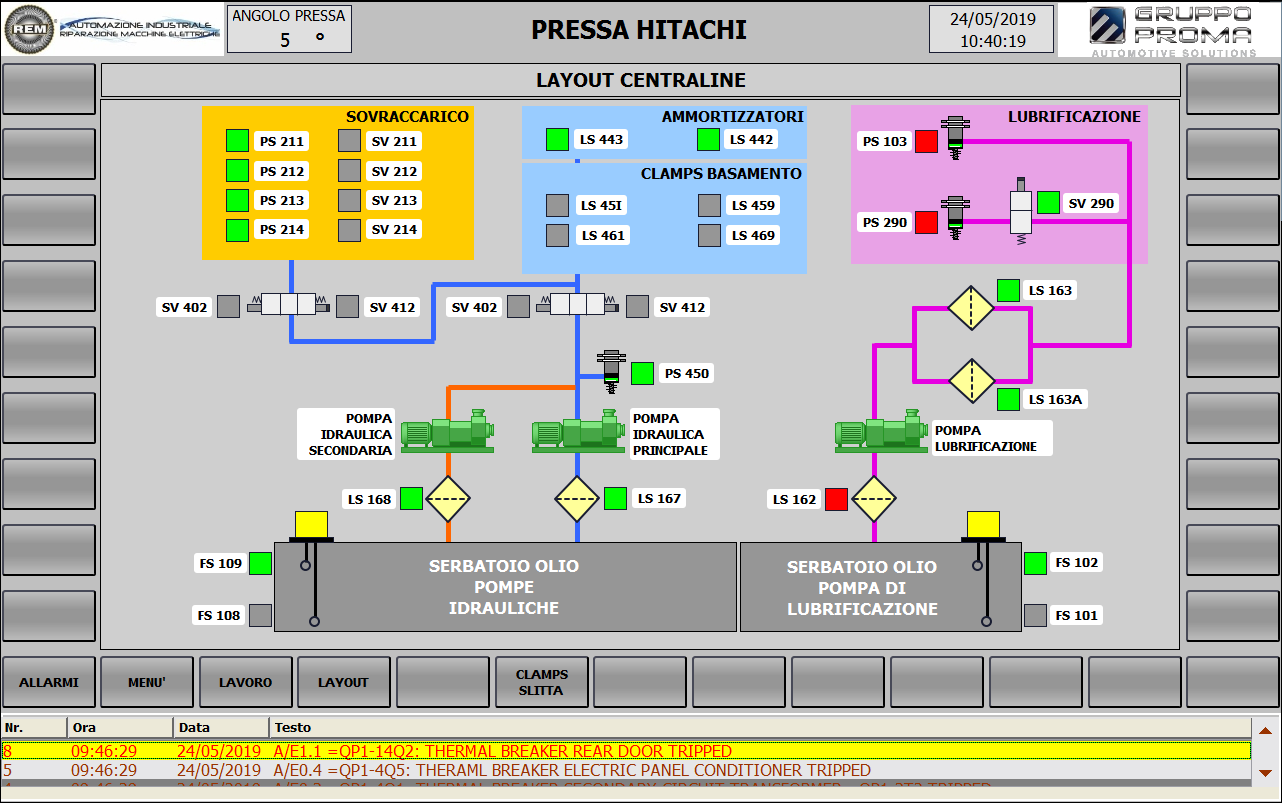 REM
AUTOMAZIONE INDUSTRIALE
RIPARAZIONE MACCHINE ELETTRICHE
ANGOLO PRESSA
5 °
PRESSA HITACHI
24/05/2019
10:40:19
GRUPPO
PROMA
AUTOMOTIVE SOLUTIONS
LAYOUT CENTRALINE
SOVRACCARICO
PS 211 SV 211
PS 212 SV 212
PS 213 SV 213
PS 214 SV 214
AMMORTIZZATORI
LS 443 LS 442
CLAMPS BASAMENTO
LS 45I LS 459
LS 461 LS 469
LUBRIFICAZIONE
PS 103
PS 290 SV 290
SV 402 SV 412 SV 402 SV 412
LS 163
PS 450
LS 163A
POMPA
IDRAULICA
SECONDARIA
POMPA
IDRAULICA
PRINCIPALE
POMPA
LUBRIFICAZIONE
LS 168 LS 167 LS 162
FS 109
FS 108
SERBATOIO OLIO
POMPE
IDRAULICHE
SERBATOIO OLIO
POMPA DI
LUBRIFICAZIONE
FS 102
FS 101
ALLARMI MENU' LAVORO LAYOUT CLAMPS
SLITTA
Nr. Ora Data Testo
8 09:46:29 24/05/2019 A/E1.1 =QP1-14Q2: THERMAL BREAKER REAR DOOR TRIPPED
5 09:46:29 24/05/2019 A/E0.4 =QP1-4Q5: THERAML BREAKER ELECTRIC PANEL CONDITIONER TRIPPED